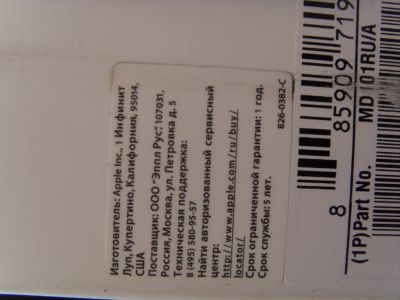 Изготовитель: Apple Inc., 1 Инфинит
Луп, Купертино, Калифорния, 95014,
США
Поставщик: ООО "Эппл Рус", 107031,
Россия, Москва, ул. Петровка д. 5
Техническая поддержка:
8 (495) 580-95-57
Найти авторизованный сервисный
центр:
http://www.apple.com/ru/buy/
locator/
Срок ограниченной гарантии: 1 год.
Срок службы: 5 лет.
826-0382-C
8
85909 719
(1P)Part No. MD 01RU/A